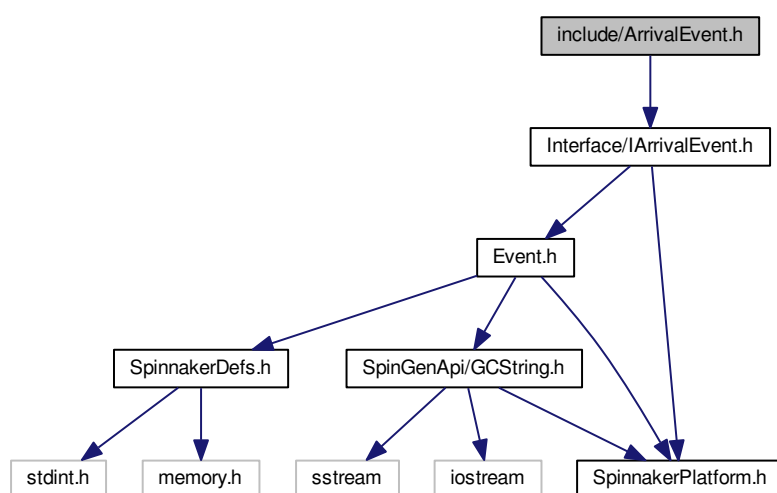 include/ArrivalEvent.h
Interface/IArrivalEvent.h
Event.h
SpinnakerDefs.h
SpinGenApi/GCString.h
stdint.h
memory.h
sstream
iostream
SpinnakerPlatform.h